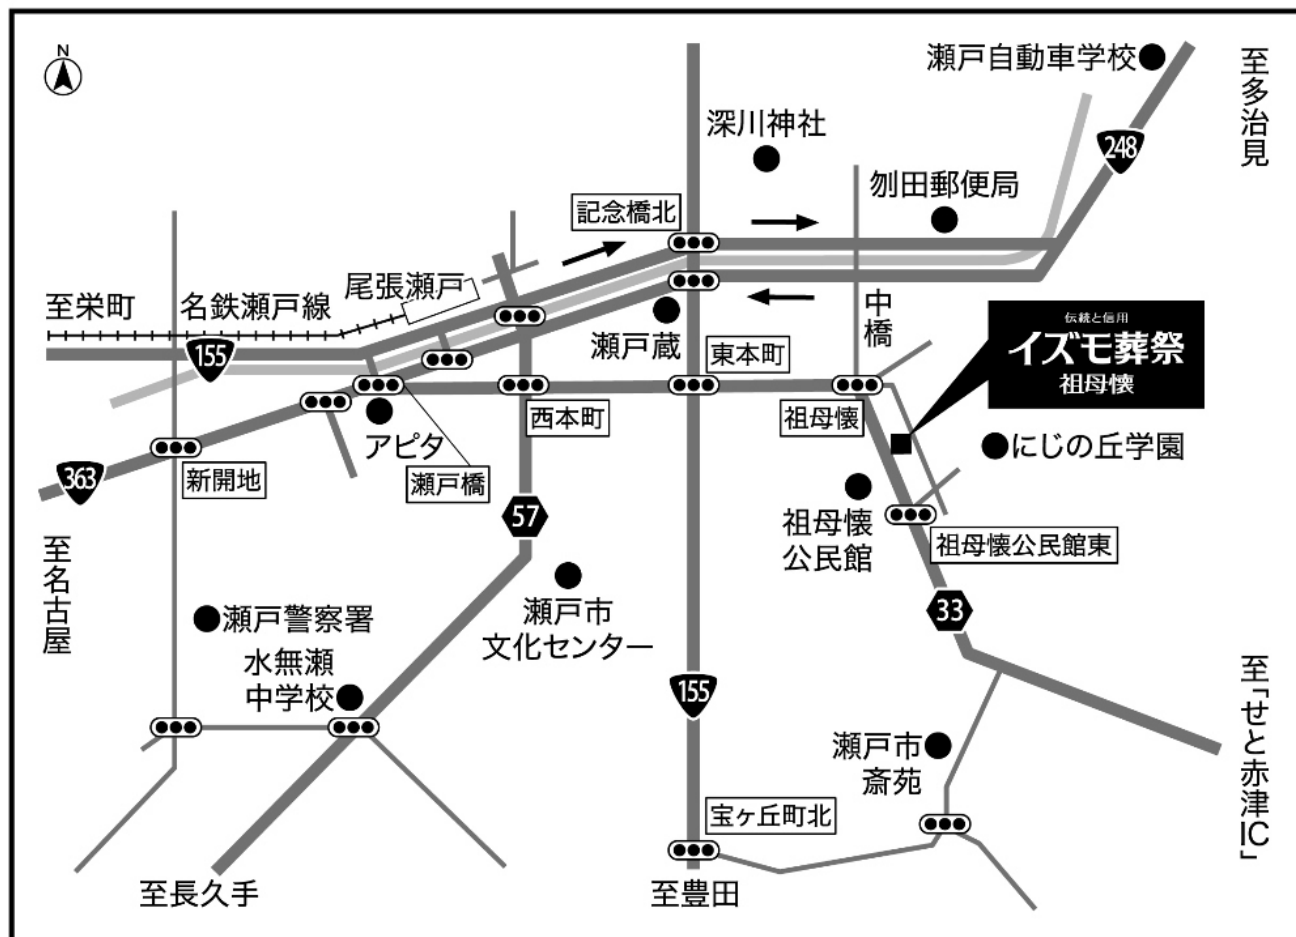 N
瀬戸自動車学校
至多治見
深川神社
248
刎田郵便局
記念橋北
尾張瀬戸
至栄町
名鉄瀬戸線
155
中橋
伝統と信用
イズモ葬祭
祖母懐
瀬戸蔵
東本町
西本町
祖母懐
アピタ
瀬戸橋
新開地
363
にじの丘学園
57
祖母懐
公民館
祖母懐公民館東
至名古屋
瀬戸市
文化センター
33
瀬戸警察署
水無瀬
中学校
155
至「せと赤津IC」
瀬戸市
斎苑
宝ヶ丘町北
至長久手
至豊田